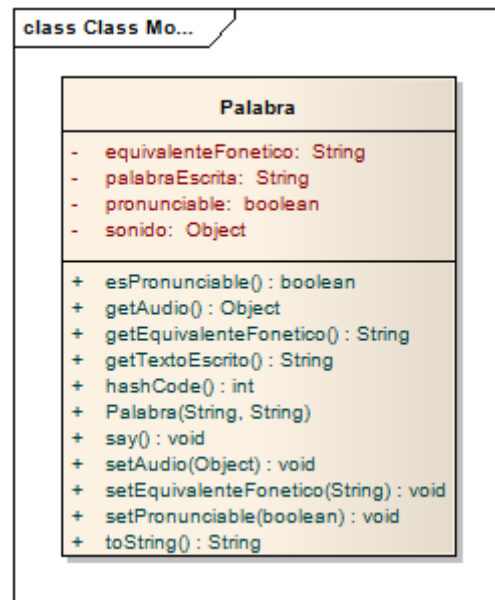 class Class Mo...
Palabra
- equivalenteFonetico: String
- palabraEscrita: String
- pronunciable: boolean
- sonido: Object
+ esPronunciable() : boolean
+ getAudio() : Object
+ getEquivalenteFonetico() : String
+ getTextoEscrito() : String
+ hashCode() : int
+ Palabra(String, String)
+ say() : void
+ setAudio(Object) : void
+ setEquivalenteFonetico(String) : void
+ setPronunciable(boolean) : void
+ toString() : String